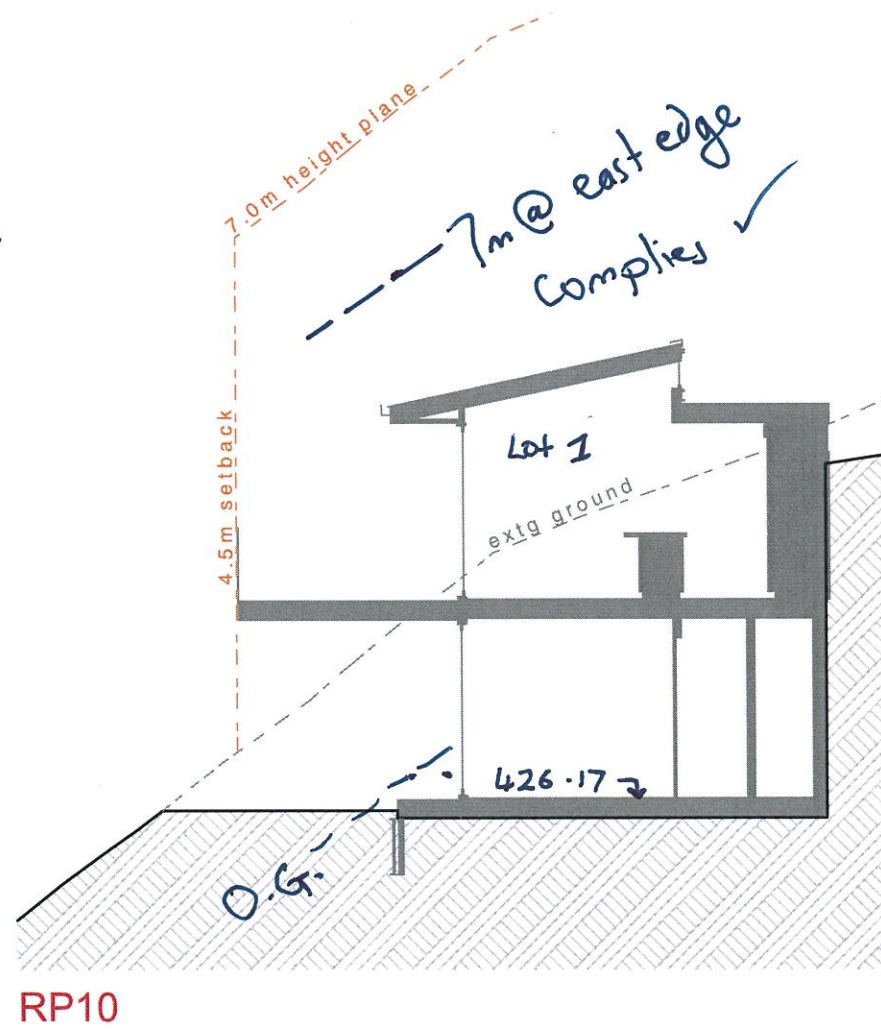 7.0m height plane
7m @ east edge
Complies ✓
4.5m setback
Lot 1
extg ground
426.17
O.G.
RP10